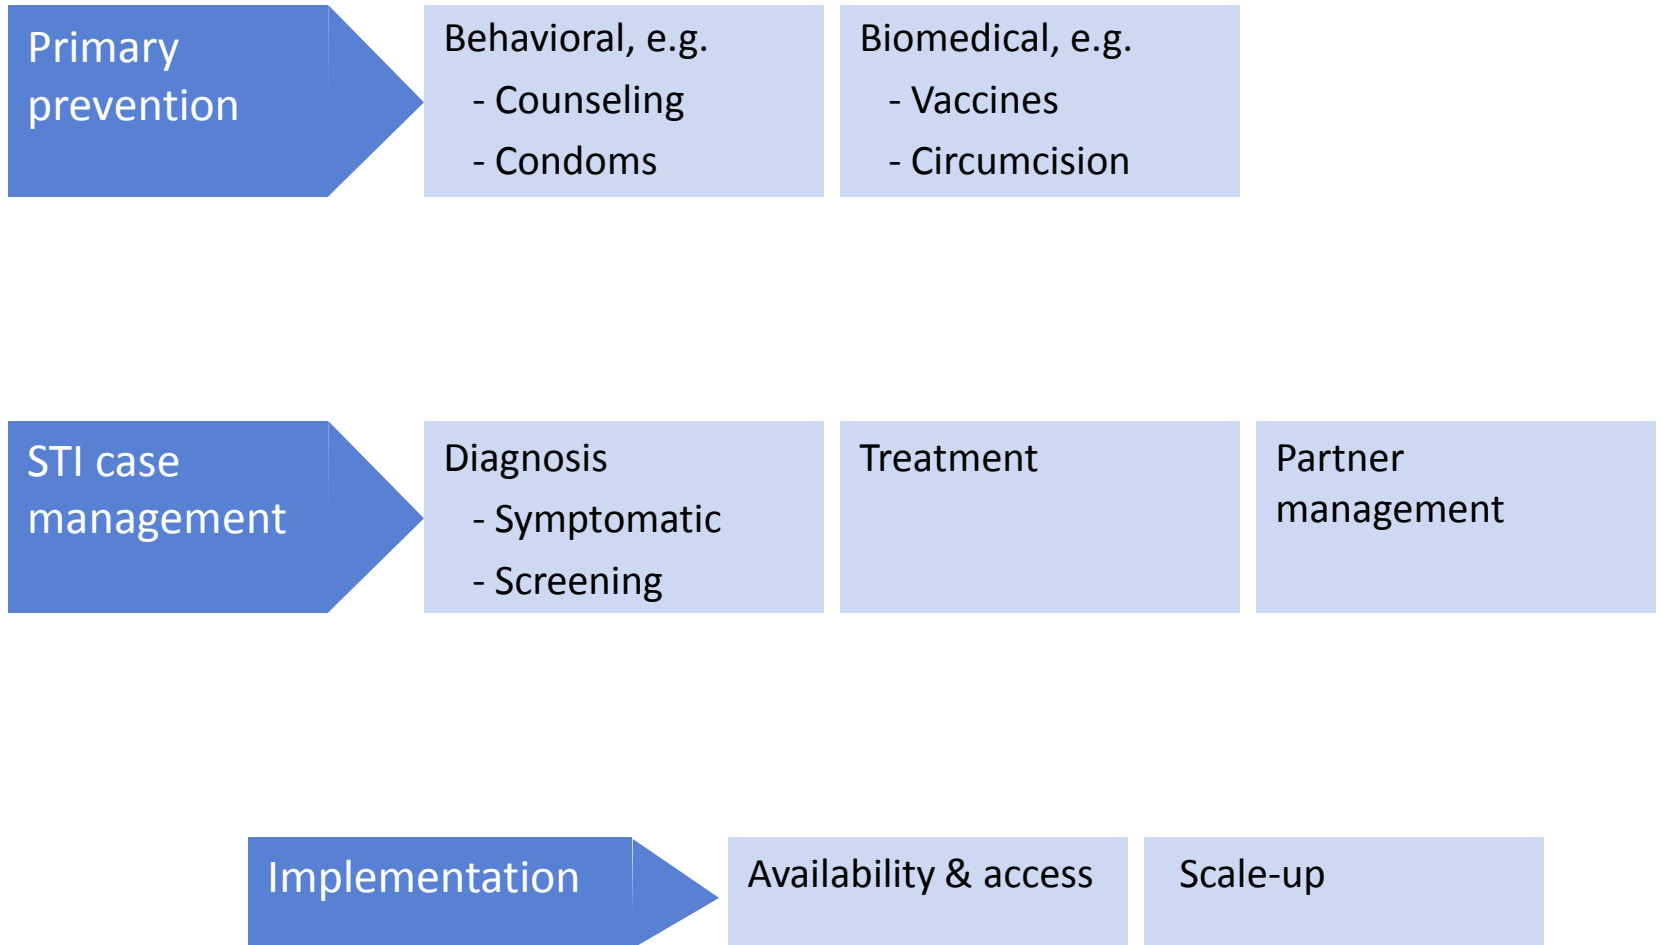 Primary
prevention
Behavioral, e.g.
- Counseling
- Condoms
Biomedical, e.g.
- Vaccines
- Circumcision
STI case
management
Diagnosis
- Symptomatic
- Screening
Treatment
Partner
management
Implementation
Availability & access
Scale-up